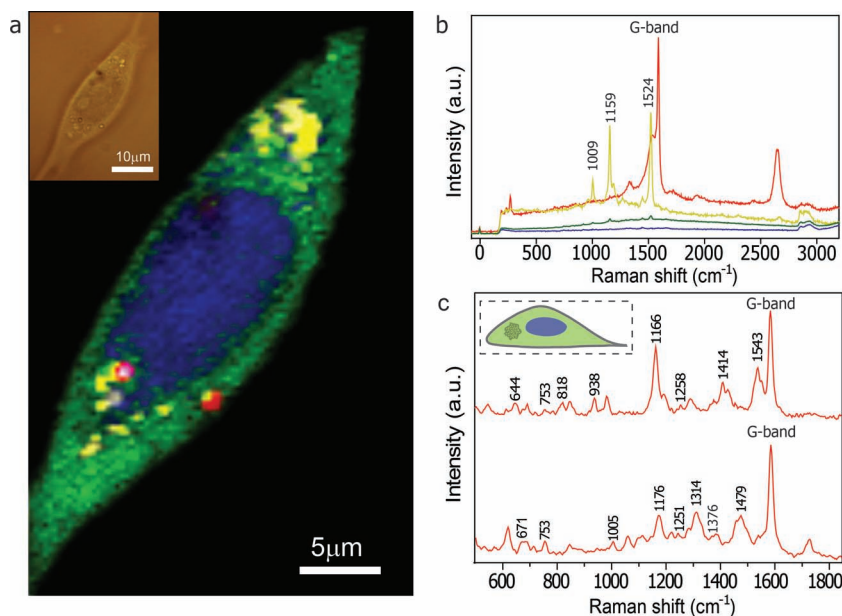 a
10μm
5μm
b
G-band
1009
1159
1524
Intensity (a.u.)
0 500 1000 1500 2000 2500 3000
Raman shift (cm⁻¹)
c
G-band
1166
1543
1414
938
818
644
753
1258
G-band
1314
1176
1479
1376
1251
1005
671
753
Intensity (a.u.)
600 800 1000 1200 1400 1600 1800
Raman shift (cm⁻¹)